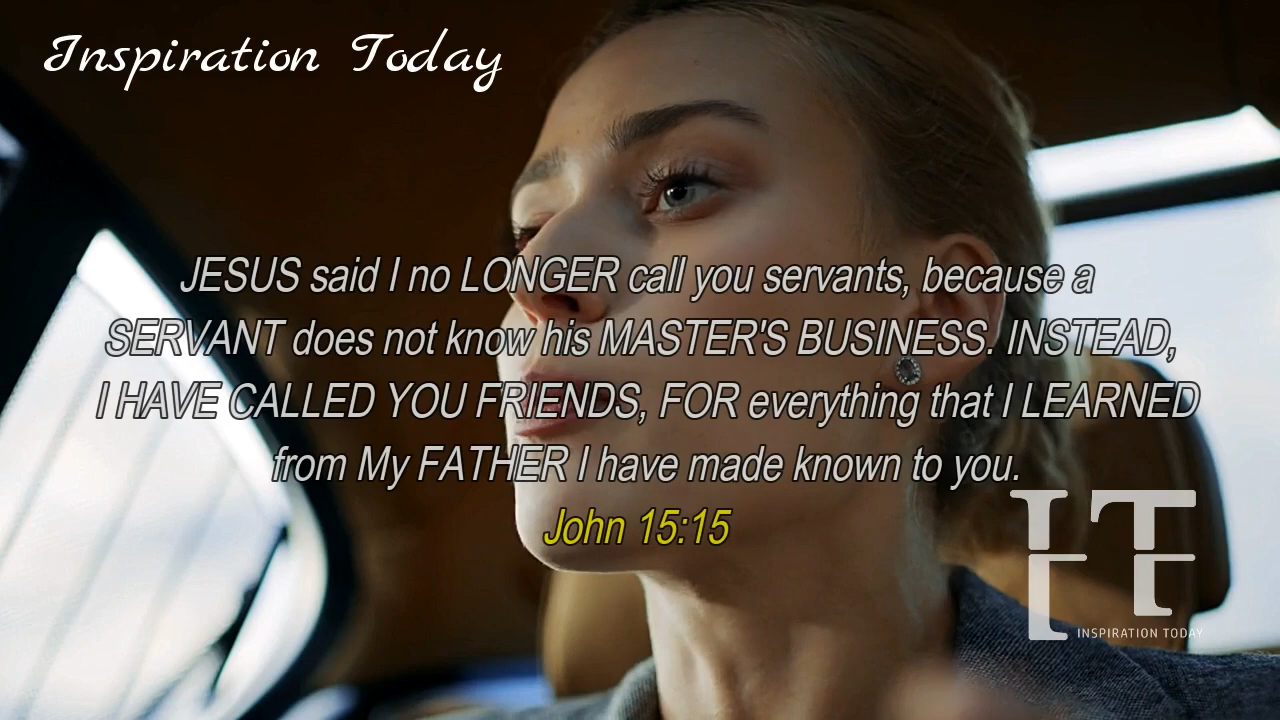 Inspiration Today
JESUS said I no LONGER call you servants, because a
SERVANT does not know his MASTER'S BUSINESS. INSTEAD,
I HAVE CALLED YOU FRIENDS, FOR everything that I LEARNED
from My FATHER I have made known to you.
John 15:15
IT
INSPIRATION TODAY